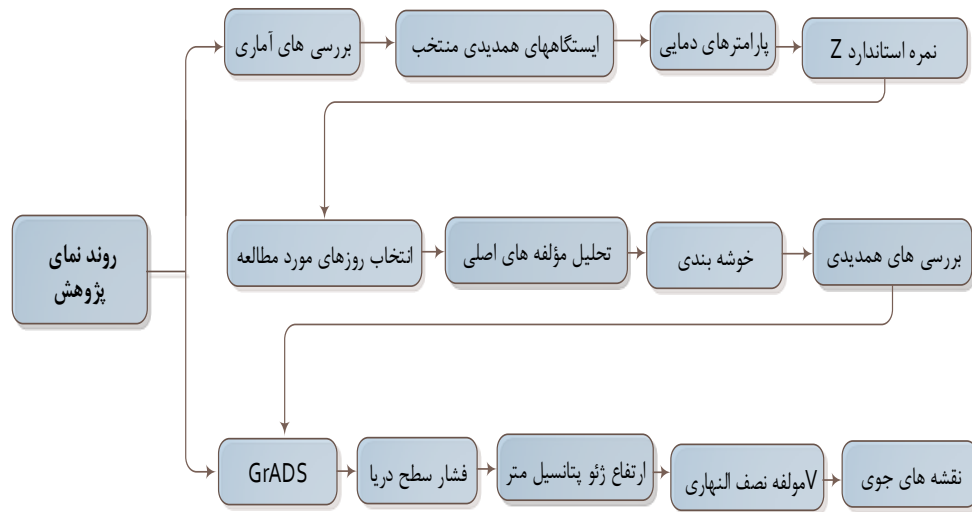 بررسی های آماری
ایستگاههای همدیدی منتخب
پارامترهای دمایی
نمره استاندارد Z
روند نمای
پژوهش
انتخاب روزهای مورد مطالعه
تحلیل مؤلفه های اصلی
خوشه بندی
بررسی های همدیدی
GrADS
فشار سطح دریا
ارتفاع ژئو پتانسیل متر
Vمولفه نصف النهاری
نقشه های جوی